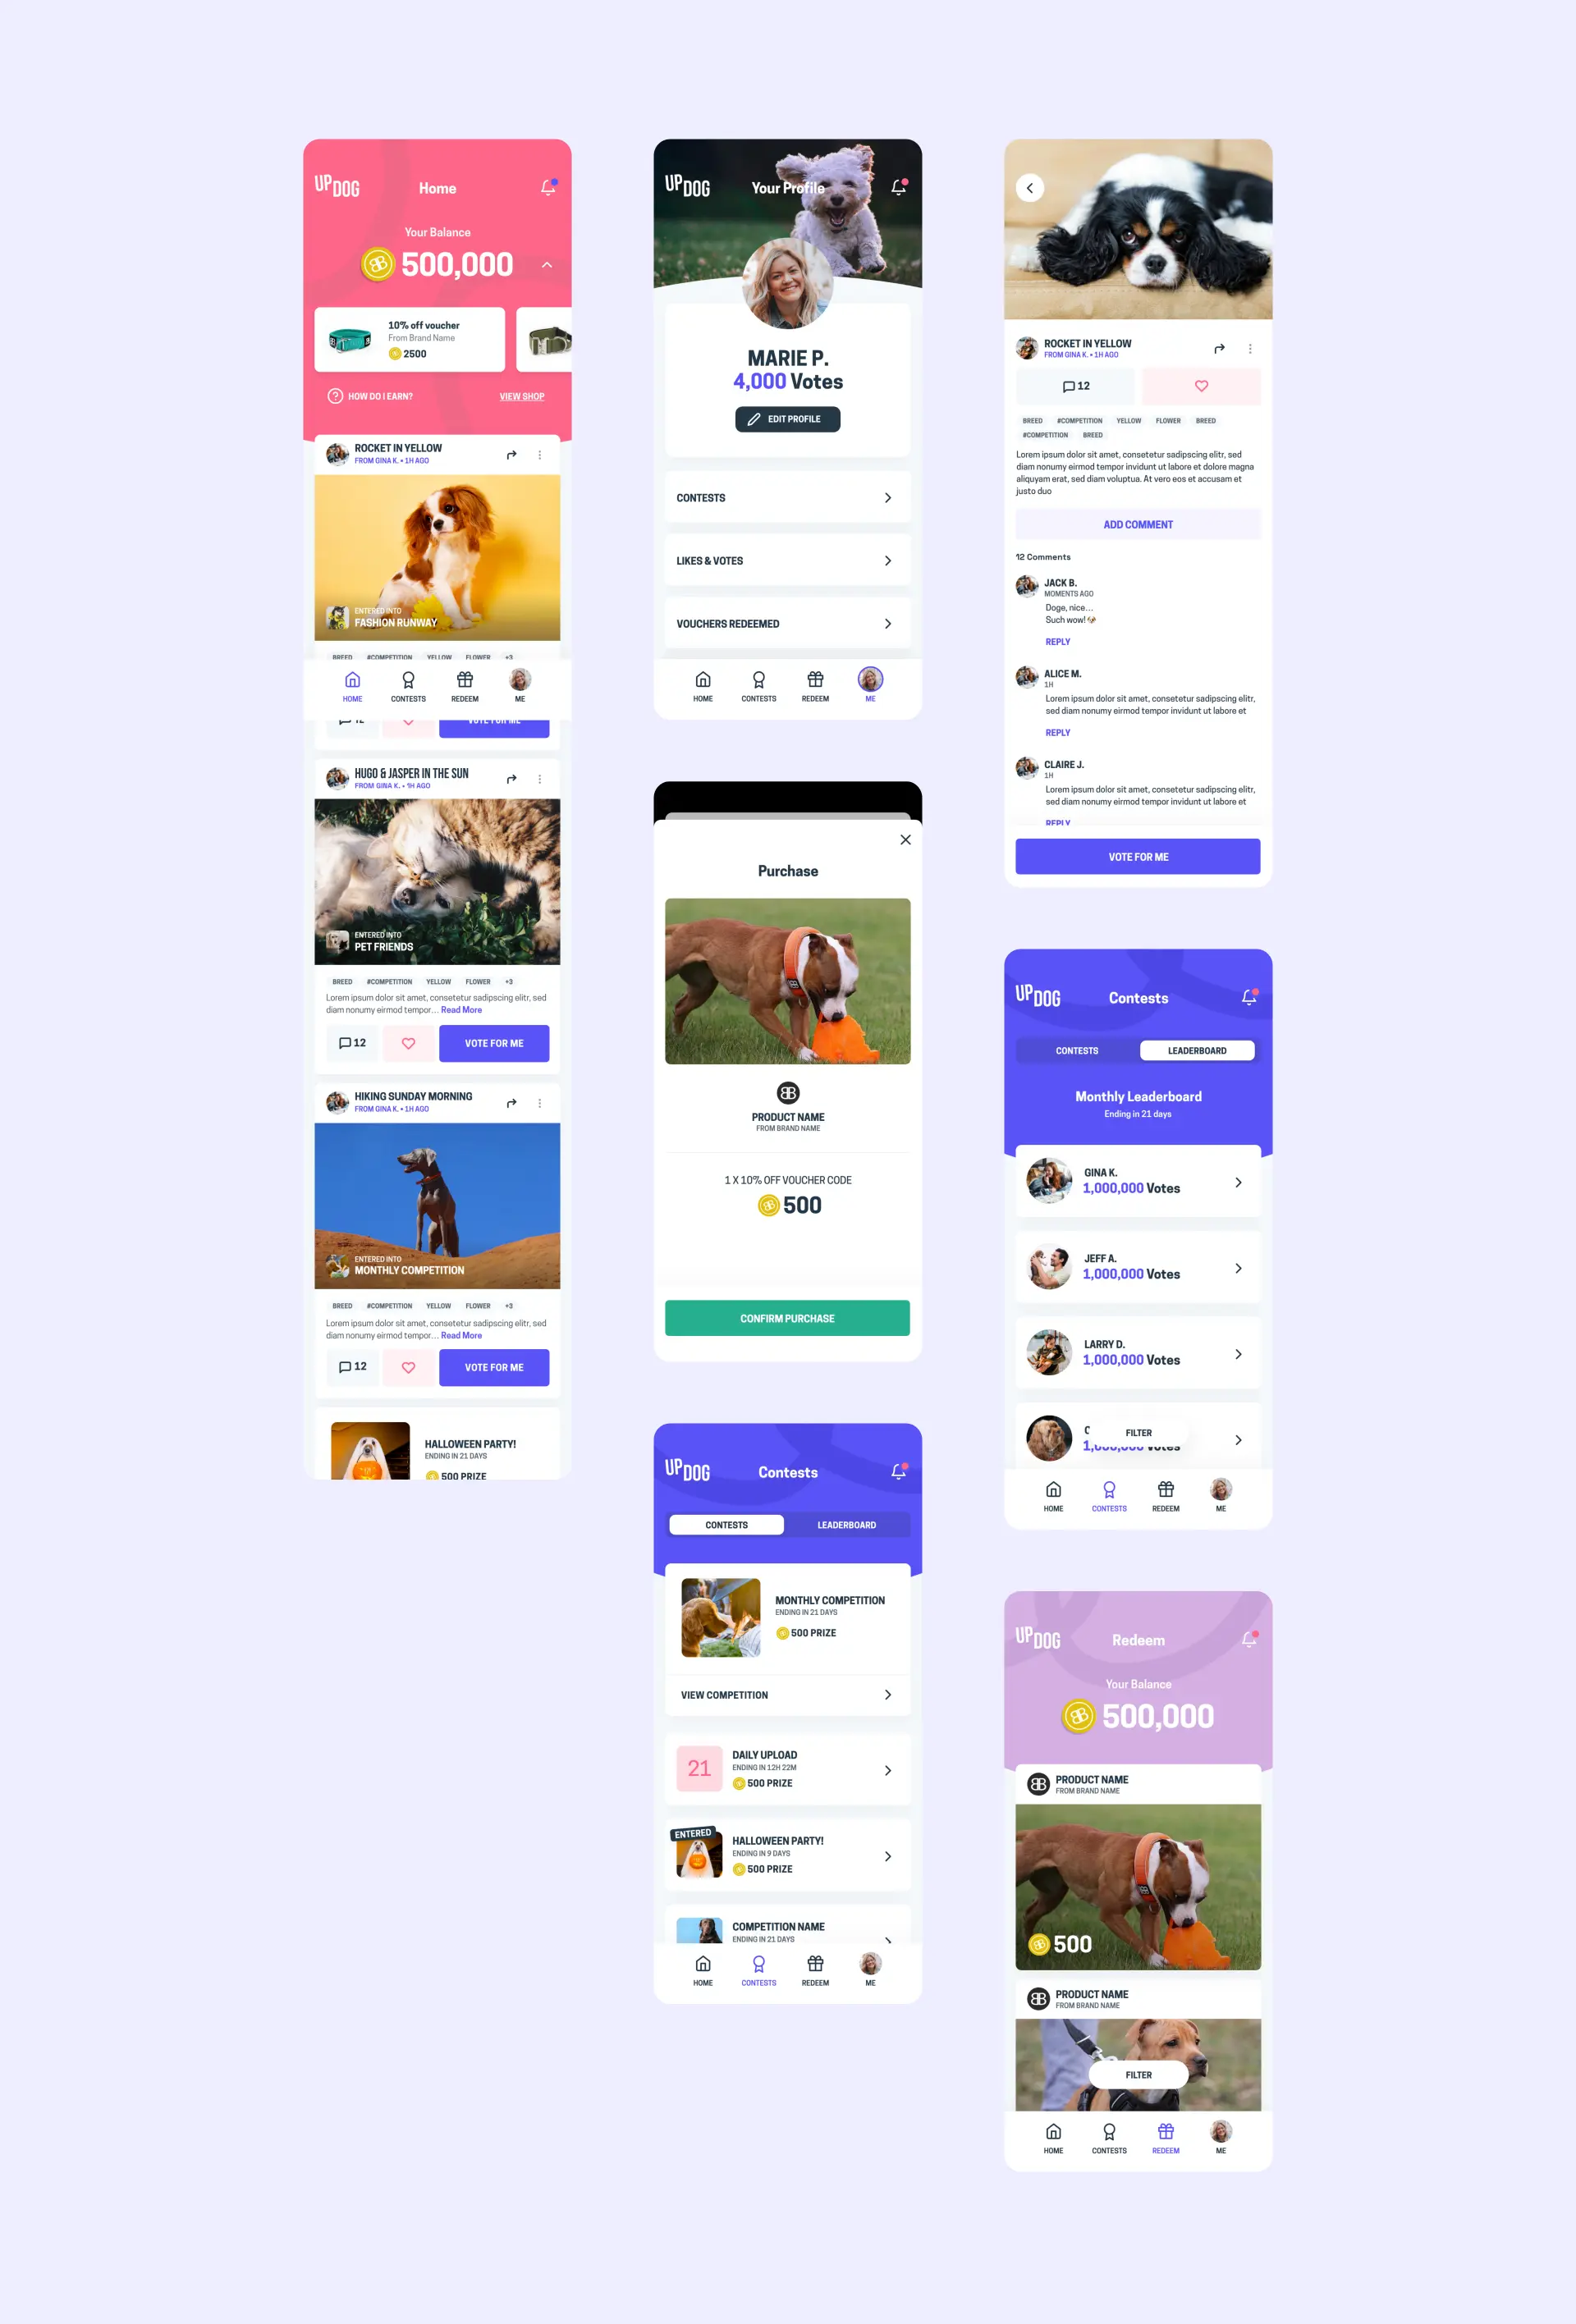 UPDOG
Home
Your Balance
500,000
10% off voucher
From Brand Name
2500
HOW DO I EARN?
VIEW SHOP
ROCKET IN YELLOW
FROM GINA K. • 1H AGO
ENTERED INTO
FASHION RUNWAY
BREED #COMPETITION YELLOW FLOWER +3
HOME CONTESTS REDEEM ME
12 VOTE FOR ME
HUGO & JASPER IN THE SUN
FROM GINA K. • 1H AGO
ENTERED INTO
PET FRIENDS
BREED #COMPETITION YELLOW FLOWER +3
Lorem ipsum dolor sit amet, consetetur sadipscing elitr, sed
diam nonumy eirmod tempor... Read More
12 VOTE FOR ME
HIKING SUNDAY MORNING
FROM GINA K. • 1H AGO
ENTERED INTO
MONTHLY COMPETITION
BREED #COMPETITION YELLOW FLOWER +3
Lorem ipsum dolor sit amet, consetetur sadipscing elitr, sed
diam nonumy eirmod tempor... Read More
12 VOTE FOR ME
HALLOWEEN PARTY!
ENDING IN 21 DAYS
500 PRIZE
UPDOG
Your Profile
MARIE P.
4,000 Votes
EDIT PROFILE
CONTESTS
LIKES & VOTES
VOUCHERS REDEEMED
HOME CONTESTS REDEEM ME
Purchase
PRODUCT NAME
FROM BRAND NAME
1 X 10% OFF VOUCHER CODE
500
CONFIRM PURCHASE
UPDOG
Contests
CONTESTS LEADERBOARD
MONTHLY COMPETITION
ENDING IN 21 DAYS
500 PRIZE
VIEW COMPETITION
21
DAILY UPLOAD
ENDING IN 12H 22M
500 PRIZE
ENTERED
HALLOWEEN PARTY!
ENDING IN 9 DAYS
500 PRIZE
COMPETITION NAME
ENDING IN 21 DAYS
HOME CONTESTS REDEEM ME
ROCKET IN YELLOW
FROM GINA K. • 1H AGO
12
BREED #COMPETITION YELLOW FLOWER BREED
#COMPETITION BREED
Lorem ipsum dolor sit amet, consetetur sadipscing elitr, sed
diam nonumy eirmod tempor invidunt ut labore et dolore magna
aliquyam erat, sed diam voluptua. At vero eos et accusam et
justo duo
ADD COMMENT
12 Comments
JACK B.
MOMENTS AGO
Doge, nice...
Such wow!
REPLY
ALICE M.
1H
Lorem ipsum dolor sit amet, consetetur sadipscing elitr,
sed diam nonumy eirmod tempor invidunt ut labore et
REPLY
CLAIRE J.
1H
Lorem ipsum dolor sit amet, consetetur sadipscing elitr,
sed diam nonumy eirmod tempor invidunt ut labore et
REPLY
VOTE FOR ME
UPDOG
Contests
CONTESTS LEADERBOARD
Monthly Leaderboard
Ending in 21 days
GINA K.
1,000,000 Votes
JEFF A.
1,000,000 Votes
LARRY D.
1,000,000 Votes
FILTER
1,000,000 Votes
HOME CONTESTS REDEEM ME
UPDOG
Redeem
Your Balance
500,000
PRODUCT NAME
FROM BRAND NAME
500
PRODUCT NAME
FROM BRAND NAME
FILTER
HOME CONTESTS REDEEM ME